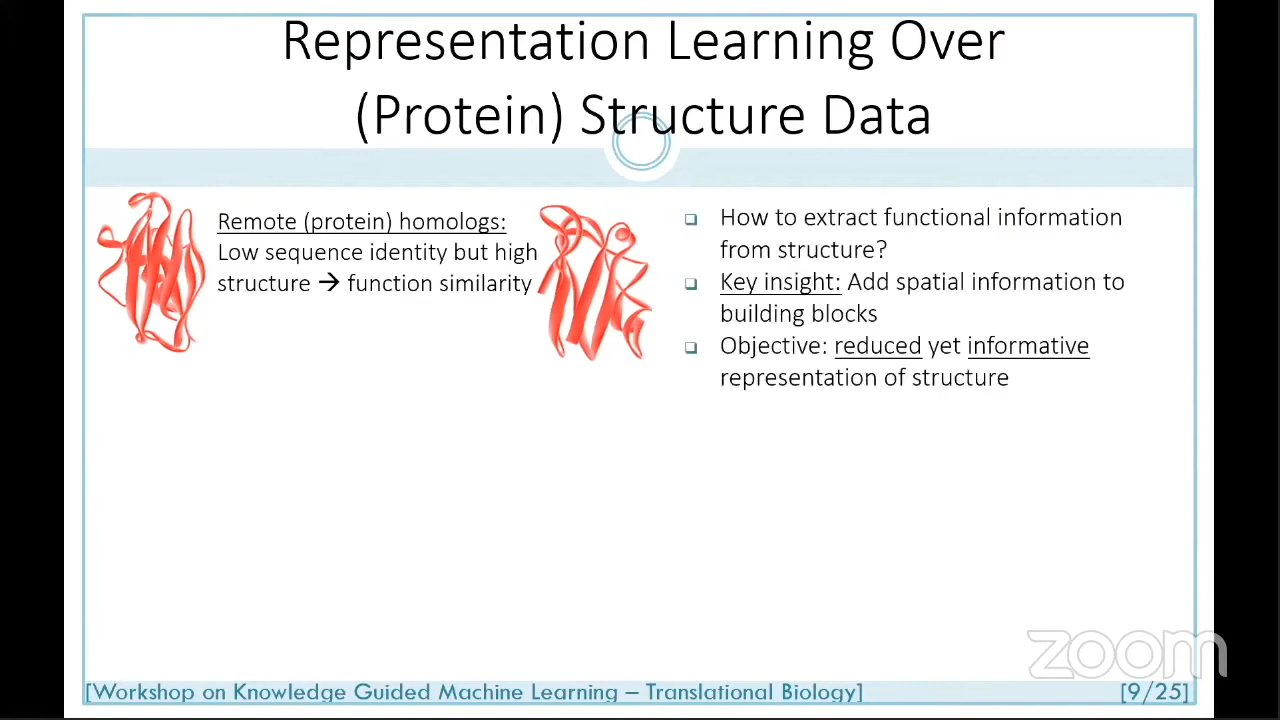 Representation Learning Over
(Protein) Structure Data
Remote (protein) homologs:
Low sequence identity but high
structure → function similarity
How to extract functional information
from structure?
Key insight: Add spatial information to
building blocks
Objective: reduced yet informative
representation of structure
zoom
[Workshop on Knowledge Guided Machine Learning – Translational Biology]
[9/25]